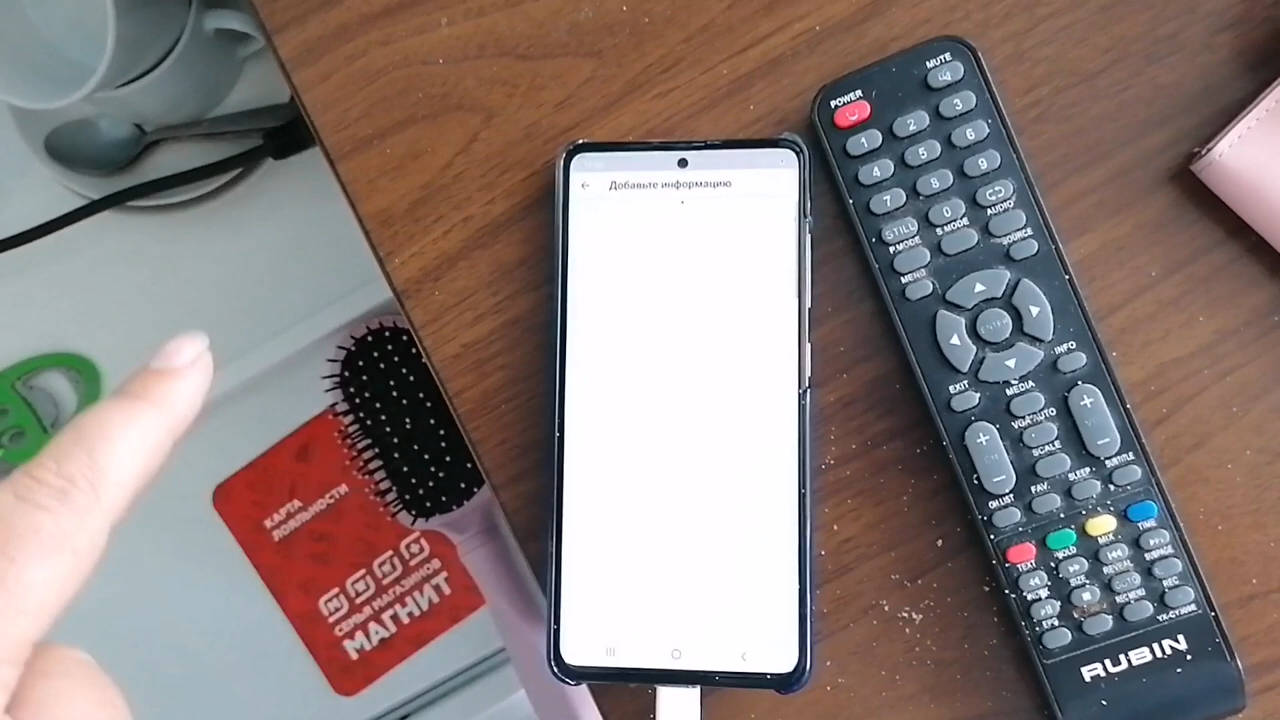 Добавьте информацию
КАРТА
ЛОЯЛЬНОСТИ
СЕМЬЯ МАГАЗИНОВ
МАГНИТ
MUTE
POWER
1 2 3
4 5 6
7 8 9
STILL 0
AUDIO
P.MODE S.MODE
SOURCE
MENU
ENTER
INFO
EXIT
MEDIA
VGA AUTO
+ +
CH
SCALE
- -
CH.LIST FAV. SLEEP SUBTITLE
TEXT HOLD MIX TIME
SIZE REVEAL SUBPAGE
EPG REC MENU REC
RUBIN